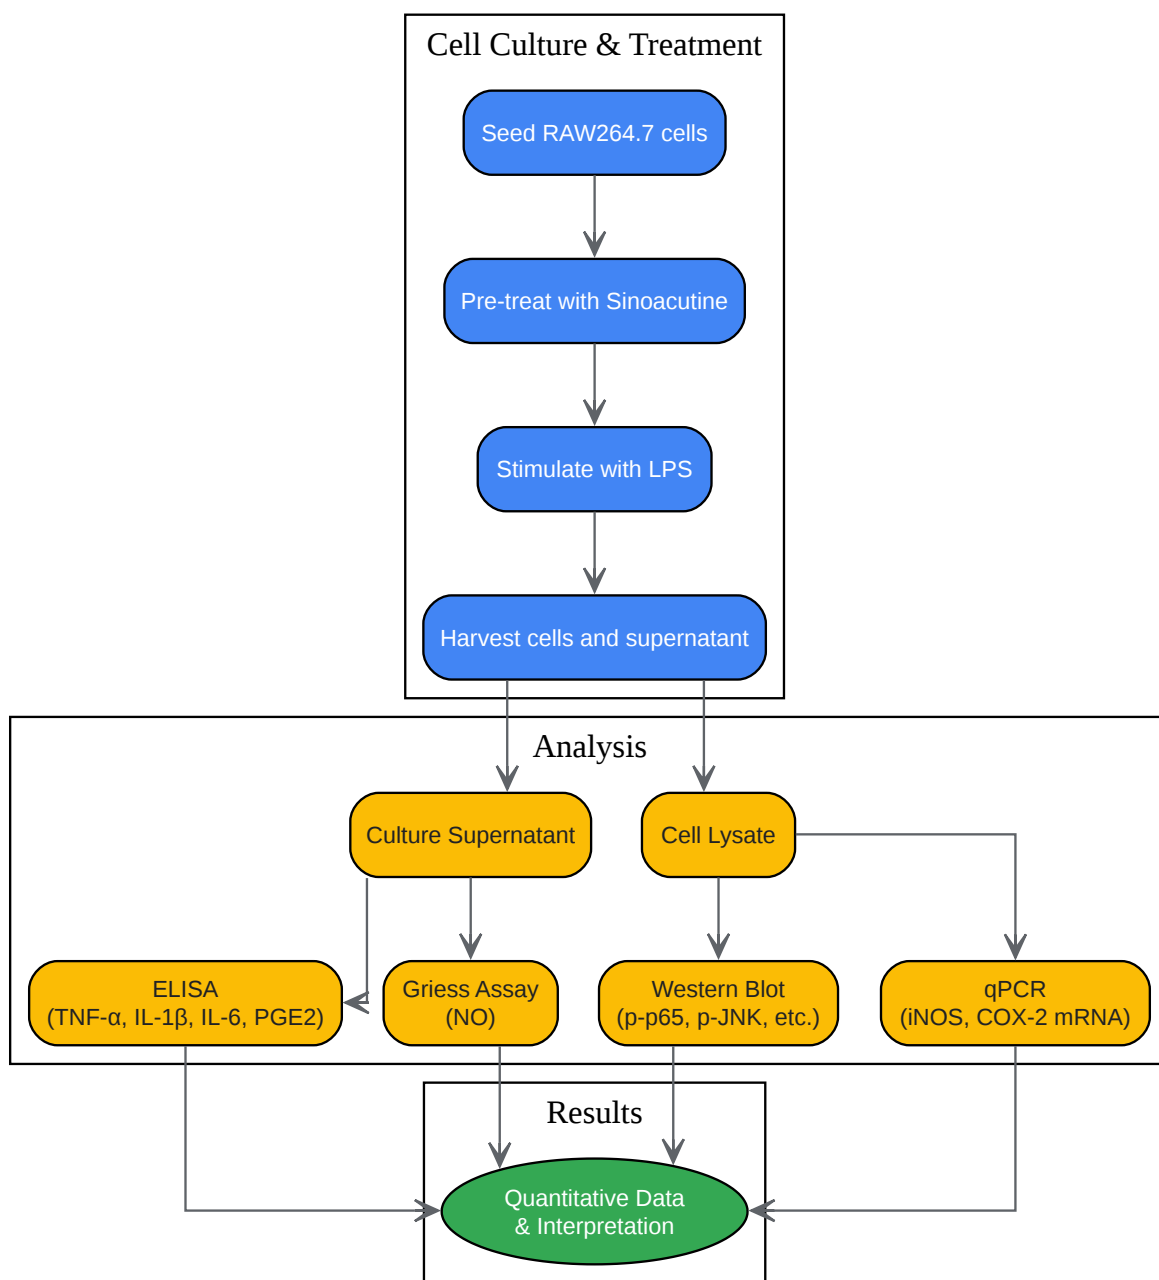 Cell Culture & Treatment
Seed RAW264.7 cells
Pre-treat with Sinoacutine
Stimulate with LPS
Harvest cells and supernatant
Analysis
Culture Supernatant
Cell Lysate
ELISA
(TNF-α, IL-1β, IL-6, PGE2)
Griess Assay
(NO)
Western Blot
(p-p65, p-JNK, etc.)
qPCR
(iNOS, COX-2 mRNA)
Results
Quantitative Data
& Interpretation